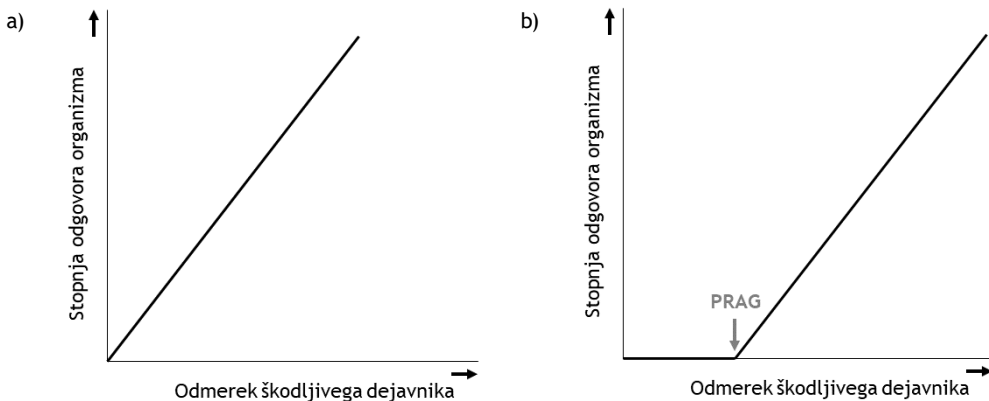 a)
Stopnja odgovora organizma
Odmerek škodljivega dejavnika
b)
Stopnja odgovora organizma
PRAG
Odmerek škodljivega dejavnika